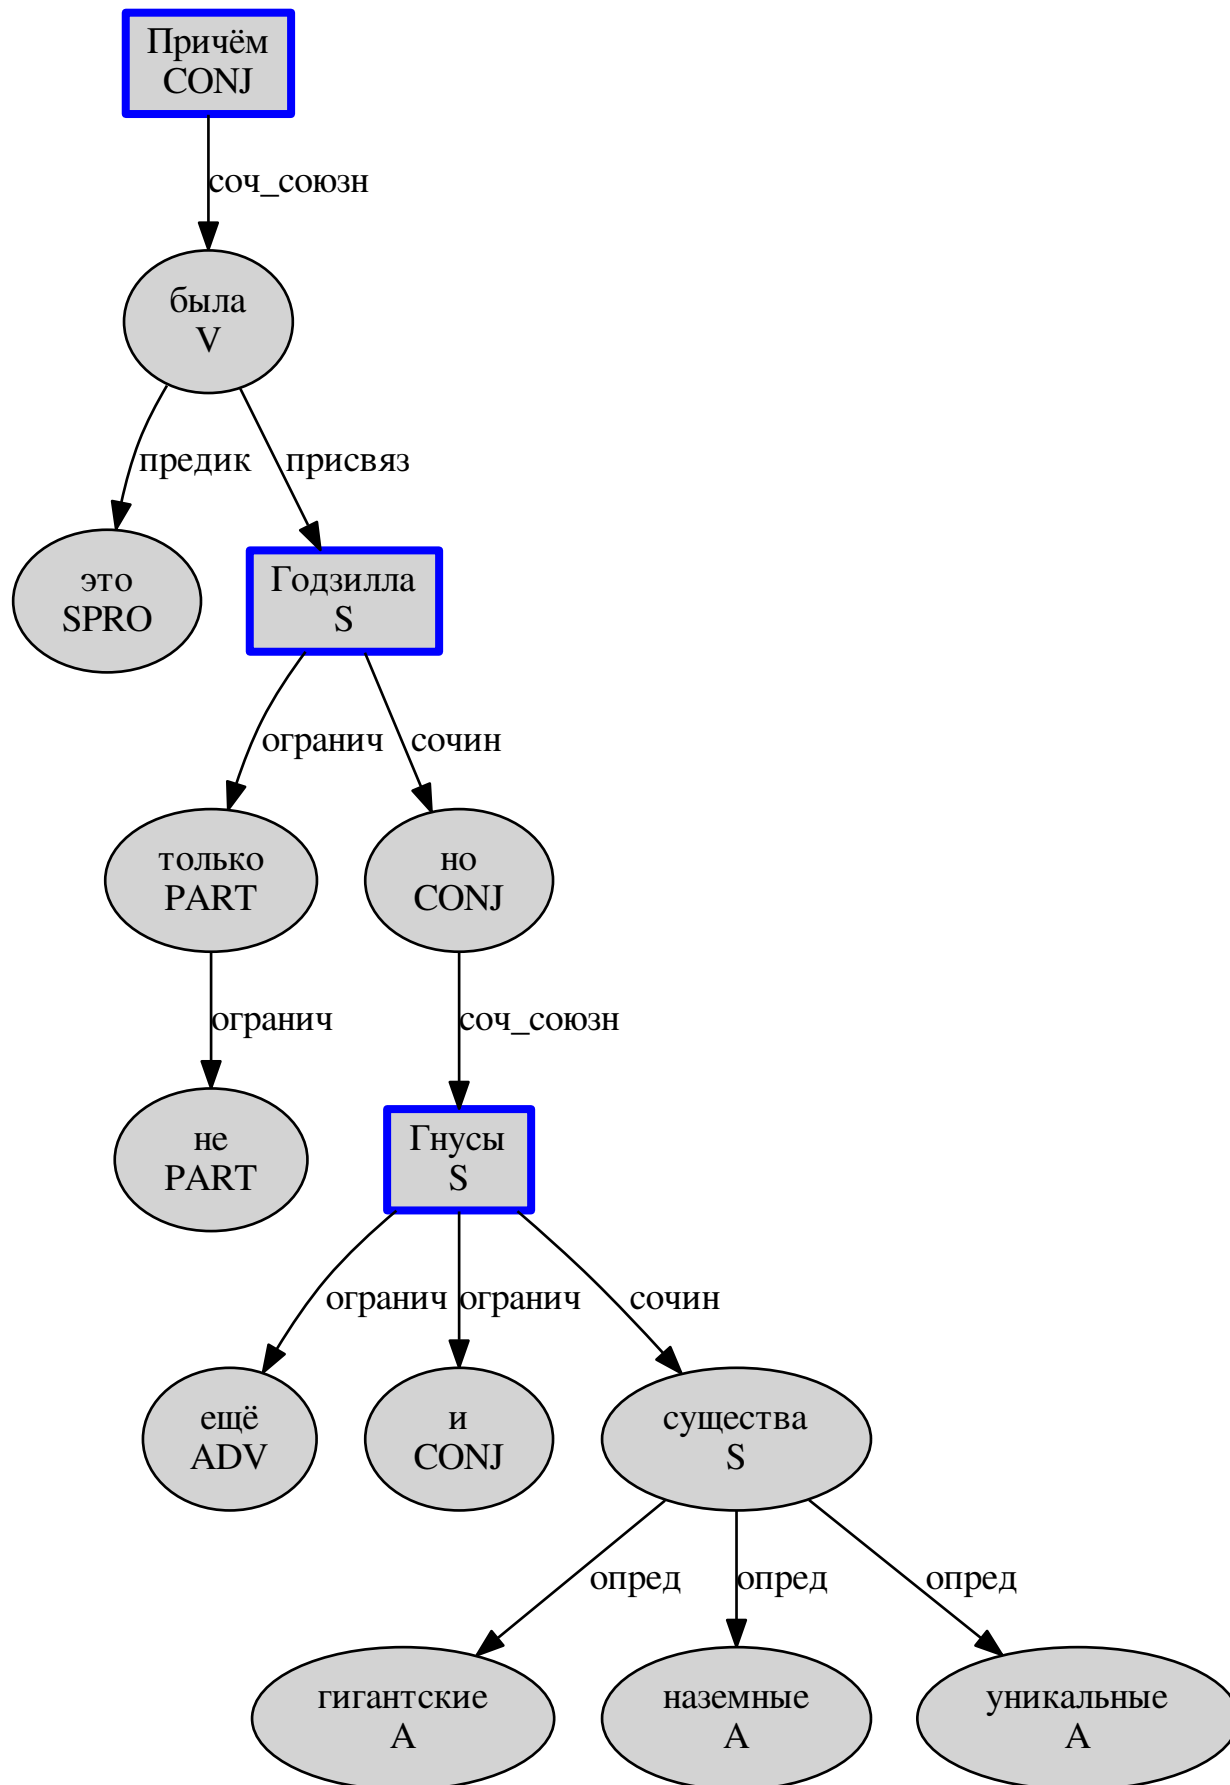 Причём
CONJ
соч_союзн
была
V
предик
присвяз
это
SPRO
Годзилла
S
огранич
сочин
только
PART
но
CONJ
огранич
соч_союзн
не
PART
Гнусы
S
огранич
огранич
сочин
ещё
ADV
и
CONJ
существа
S
опред
опред
опред
гигантские
A
наземные
A
уникальные
A